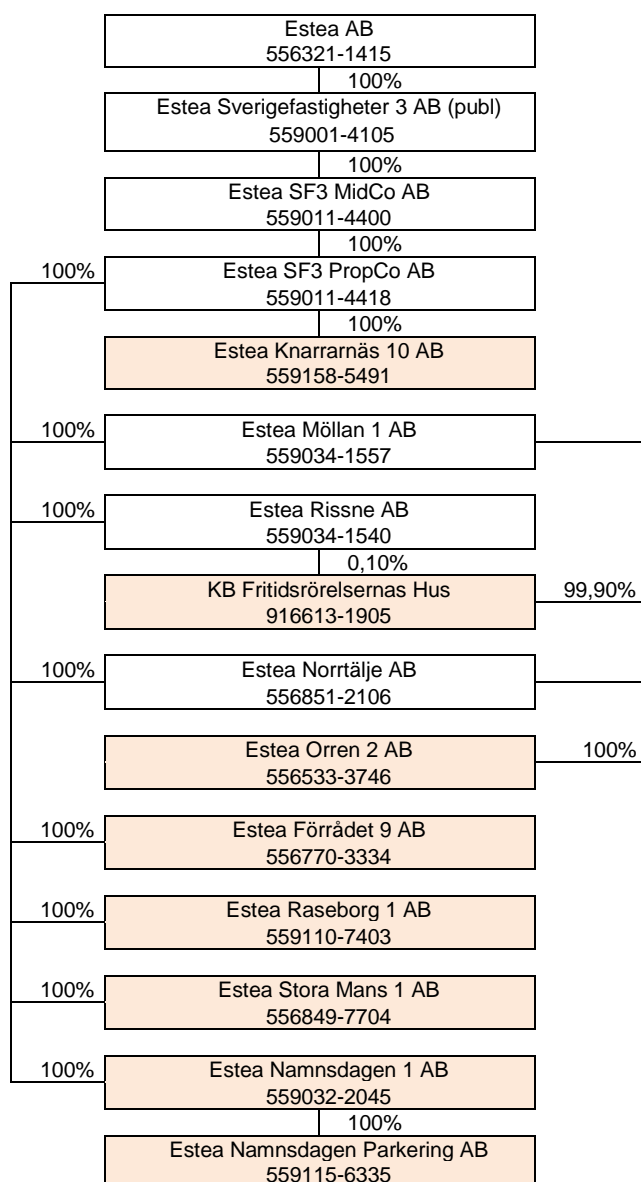 Estea AB
556321-1415
100%
Estea Sverigefastigheter 3 AB (publ)
559001-4105
100%
Estea SF3 MidCo AB
559011-4400
100%
100%
Estea SF3 PropCo AB
559011-4418
100%
Estea Knarrarnäs 10 AB
559158-5491
100%
Estea Möllan 1 AB
559034-1557
100%
Estea Rissne AB
559034-1540
0,10%
KB Fritidsrörelsernas Hus
916613-1905
99,90%
100%
Estea Norrtälje AB
556851-2106
Estea Orren 2 AB
556533-3746
100%
100%
Estea Förrådet 9 AB
556770-3334
100%
Estea Raseborg 1 AB
559110-7403
100%
Estea Stora Mans 1 AB
556849-7704
100%
Estea Namnsdagen 1 AB
559032-2045
100%
Estea Namnsdagen Parkering AB
559115-6335